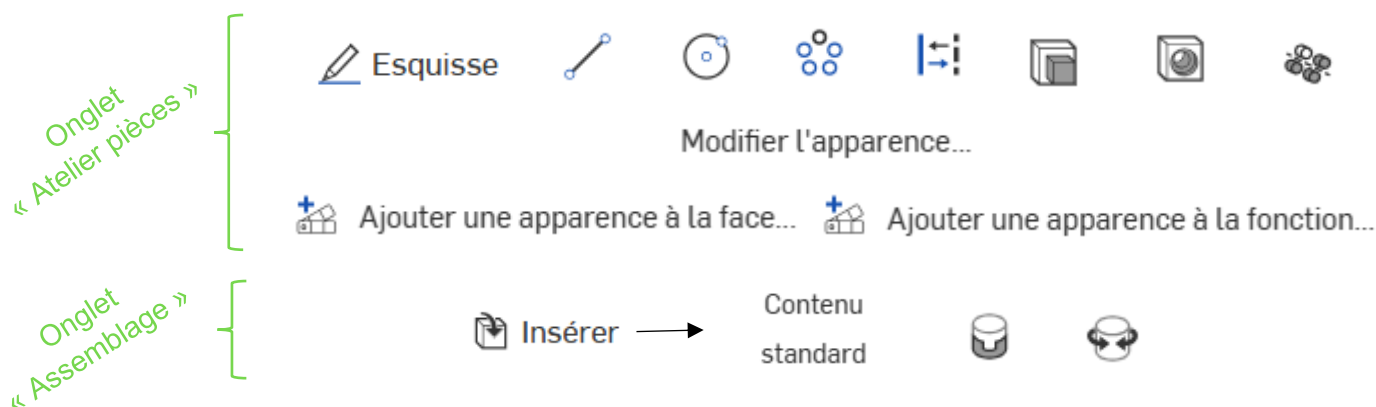 Onglet
« Atelier pièces »
Esquisse
Modifier l'apparence...
Ajouter une apparence à la face...
Ajouter une apparence à la fonction...
Onglet
« Assemblage »
Insérer
Contenu
standard